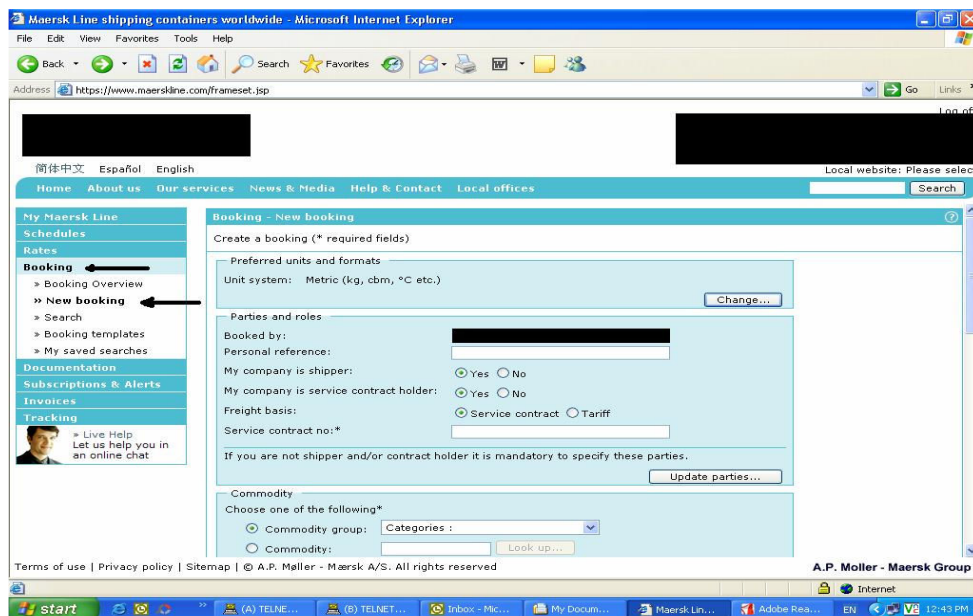 Maersk Line shipping containers worldwide - Microsoft Internet Explorer
File Edit View Favorites Tools Help
Back Search Favorites
Address https://www.maerskline.com/frameset.jsp Go Links
简体中文 Español English
Local website: Please selec
Home About us Our services News & Media Help & Contact Local offices Search
My Maersk Line
Schedules
Rates
Booking
» Booking Overview
» New booking
» Search
» Booking templates
» My saved searches
Documentation
Subscriptions & Alerts
Invoices
Tracking
» Live Help
Let us help you in
an online chat
Booking - New booking
Create a booking (* required fields)
Preferred units and formats
Unit system: Metric (kg, cbm, °C etc.)
Change...
Parties and roles
Booked by:
Personal reference:
My company is shipper: Yes No
My company is service contract holder: Yes No
Freight basis: Service contract Tariff
Service contract no:*
If you are not shipper and/or contract holder it is mandatory to specify these parties.
Update parties...
Commodity
Choose one of the following*
Commodity group: Categories :
Commodity: Look up...
Terms of use | Privacy policy | Sitemap | © A.P. Møller - Mærsk A/S. All rights reserved
A.P. Moller - Maersk Group
Internet
start (A) TELNE... (B) TELNET... Inbox - Mic... My Docum... Maersk Lin... Adobe Rea... EN 12:43 PM